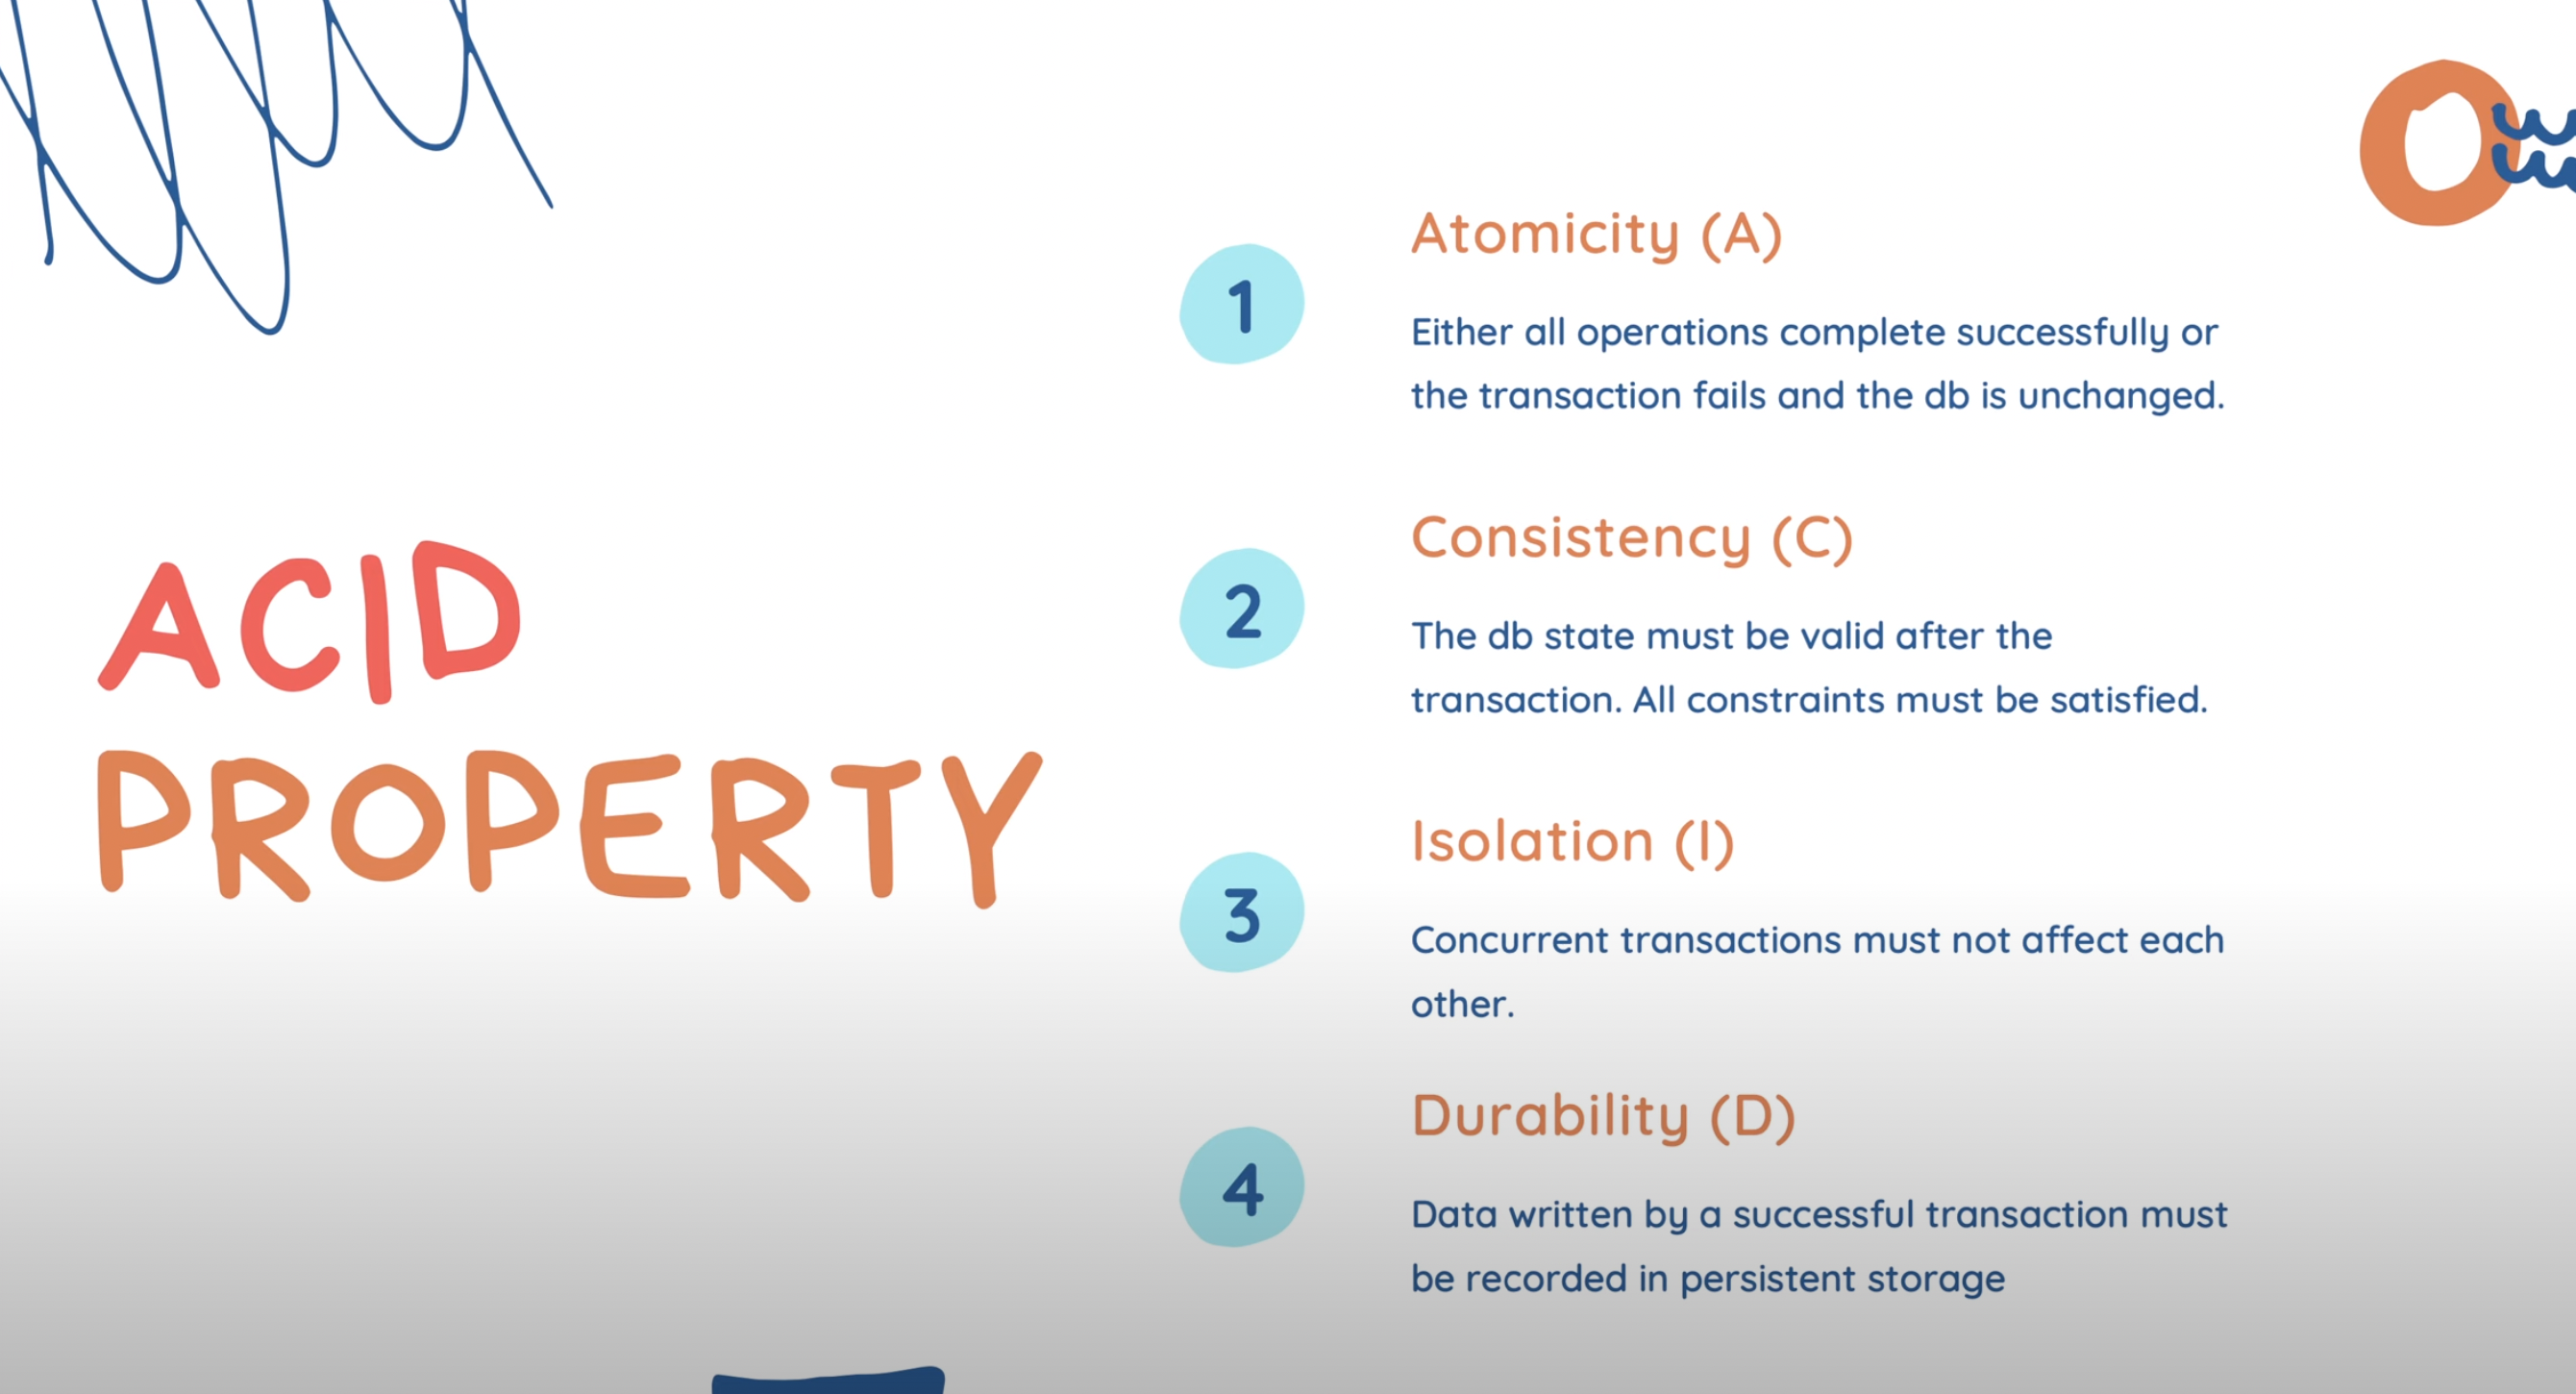 ACID
PROPERTY
1
Atomicity (A)
Either all operations complete successfully or
the transaction fails and the db is unchanged.
2
Consistency (C)
The db state must be valid after the
transaction. All constraints must be satisfied.
3
Isolation (I)
Concurrent transactions must not affect each
other.
4
Durability (D)
Data written by a successful transaction must
be recorded in persistent storage